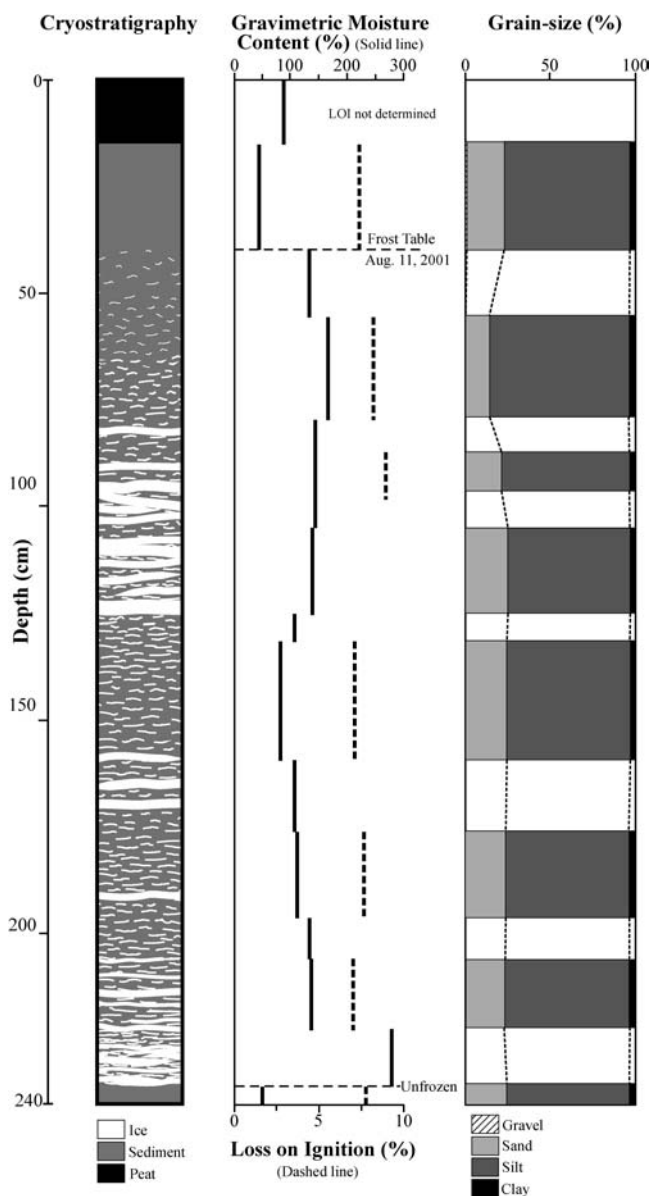 Cryostratigraphy
Gravimetric Moisture
Content (%) (Solid line)
0 100 200 300
Grain-size (%)
0 50 100
0
50
100
150
200
240
Depth (cm)
LOI not determined
Frost Table
Aug. 11, 2001
Unfrozen
0 5 10
Loss on Ignition (%)
(Dashed line)
Ice
Sediment
Peat
Gravel
Sand
Silt
Clay